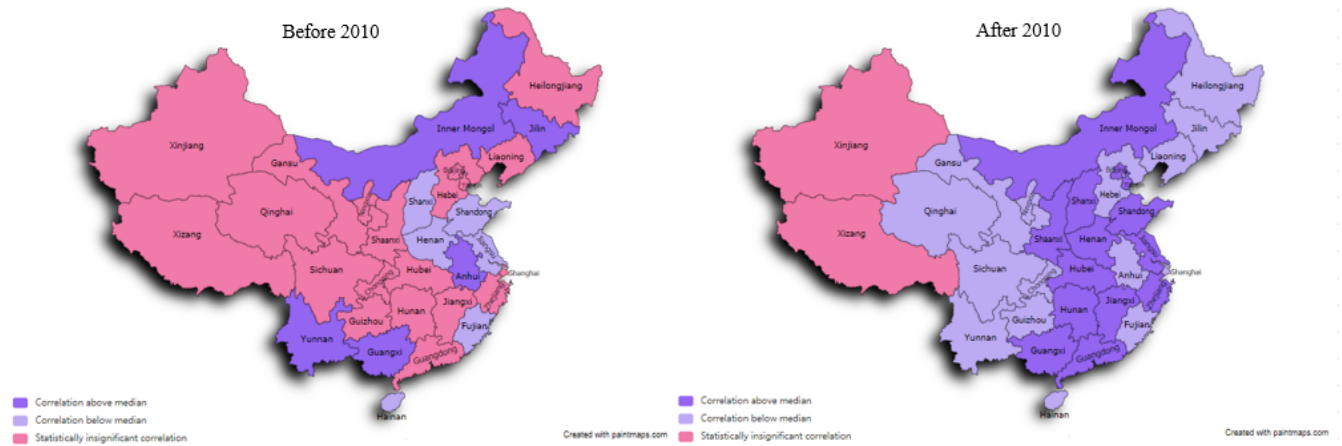 Before 2010
Heilongjiang
Jilin
Inner Mongol
Liaoning
Xinjiang
Gansu
Beijing
Hebei
Shanxi
Shandong
Qinghai
Henan
Xizang
Shaanxi
Jiangsu
Sichuan
Hubei
Anhui
Shanghai
Chongqing
Jiangxi
Hunan
Guizhou
Fujian
Yunnan
Guangxi
Guangdong
Hainan
Correlation above median
Correlation below median
Statistically insignificant correlation
Created with paintmaps.com
After 2010
Heilongjiang
Jilin
Inner Mongol
Liaoning
Xinjiang
Gansu
Beijing
Hebei
Shanxi
Shandong
Qinghai
Henan
Xizang
Shaanxi
Jiangsu
Sichuan
Hubei
Anhui
Shanghai
Chongqing
Jiangxi
Hunan
Guizhou
Fujian
Yunnan
Guangxi
Guangdong
Hainan
Correlation above median
Correlation below median
Statistically insignificant correlation
Created with paintmaps.com